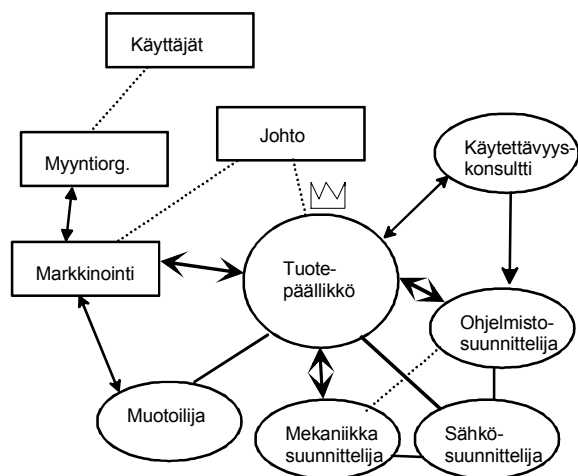 Käyttäjät
Johto
Myyntiorg.
Käytettävyys-
konsultti
Markkinointi
Tuote-
päällikkö
Ohjelmisto-
suunnittelija
Muotoilija
Mekaniikka
suunnittelija
Sähkö-
suunnittelija